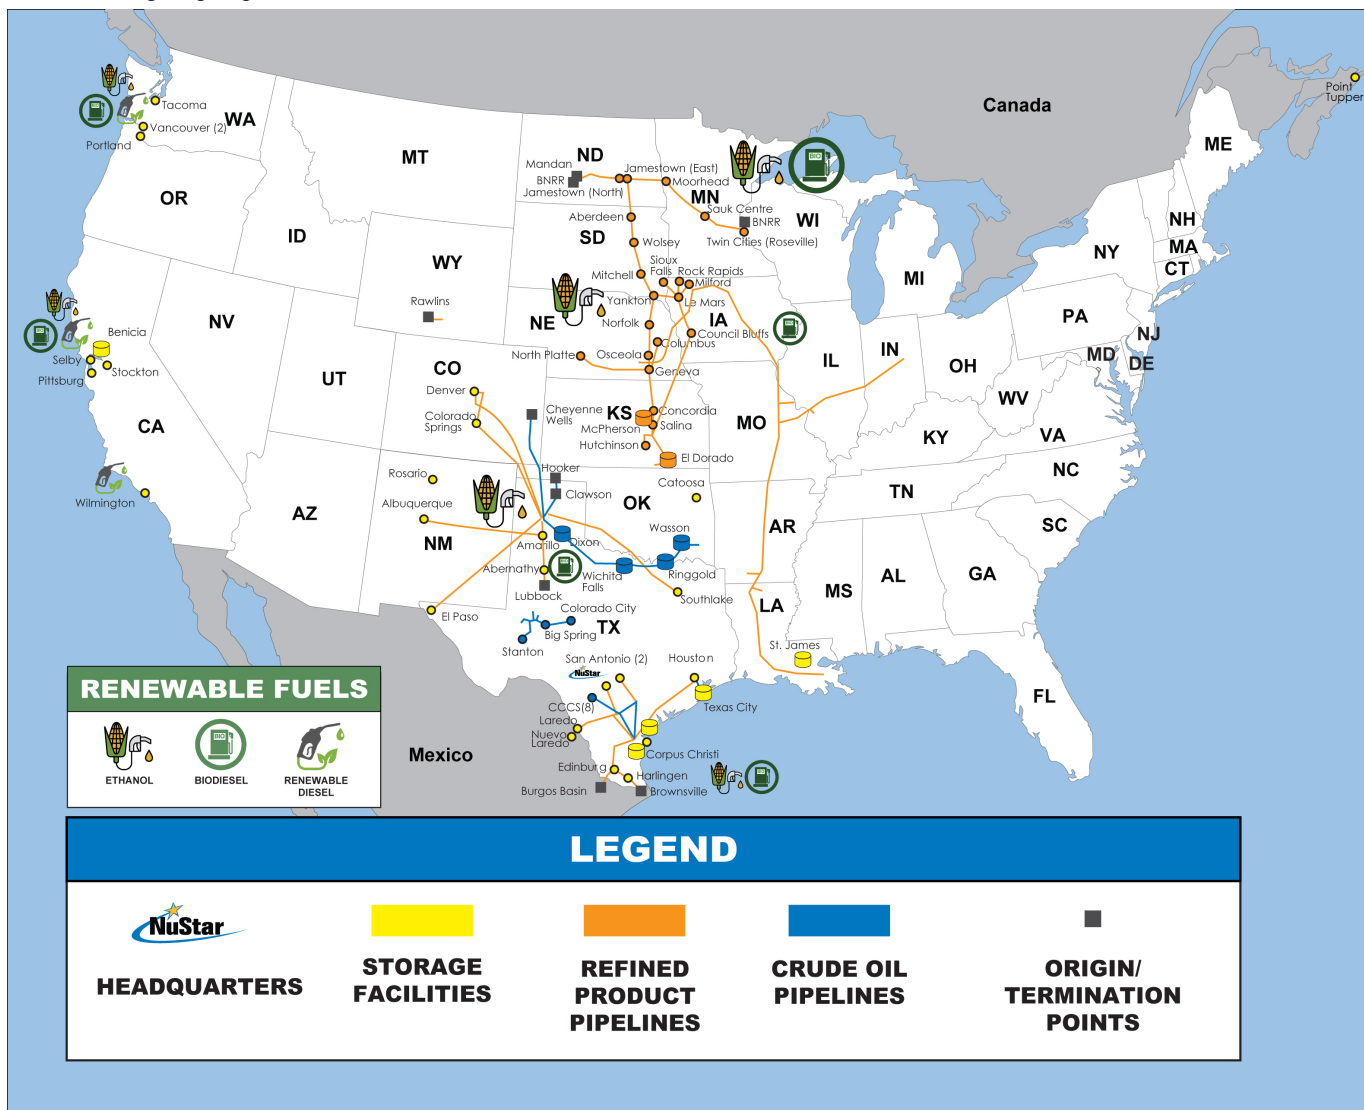 Canada
Point
Tupper
ME
Tacoma
WA
Vancouver (2)
Portland
MT
ND
Mandan
BNRR
Jamestown (East)
Jamestown (North)
Moorhead
MN
Sauk Centre
BNRR
Twin Cities (Roseville)
BIO
WI
OR
ID
WY
Rawlins
Aberdeen
SD
Wolsey
Sioux
Falls
Rock Rapids
Mitchell
Milford
Yankton
Le Mars
NE
Norfolk
IA
Council Bluffs
Columbus
North Platte
Osceola
Geneva
MI
NY
NH
MA
CT
PA
NJ
MD
DE
OH
IN
IL
WV
VA
KY
NC
TN
SC
NV
UT
CO
Denver
Colorado
Springs
Cheyenne
Wells
KS
Concordia
Salina
McPherson
Hutchinson
El Dorado
MO
Benicia
Selby
Pittsburg
Stockton
CA
Wilmington
AZ
Rosario
Albuquerque
NM
Hooker
Clawson
OK
Catoosa
Wasson
Amarillo
Dixon
Abernathy
Lubbock
Wichita
Falls
Ringgold
Southlake
AR
MS
AL
GA
LA
St. James
FL
El Paso
Colorado City
Big Spring
Stanton
TX
San Antonio (2)
NuStar
Houston
Texas City
CCCS(8)
Laredo
Nuevo
Laredo
Corpus Christi
Edinburg
Harlingen
Burgos Basin
Brownsville
Mexico
RENEWABLE FUELS
BIO
ETHANOL
BIODIESEL
RENEWABLE
DIESEL
LEGEND
NuStar
HEADQUARTERS
STORAGE
FACILITIES
REFINED
PRODUCT
PIPELINES
CRUDE OIL
PIPELINES
ORIGIN/
TERMINATION
POINTS